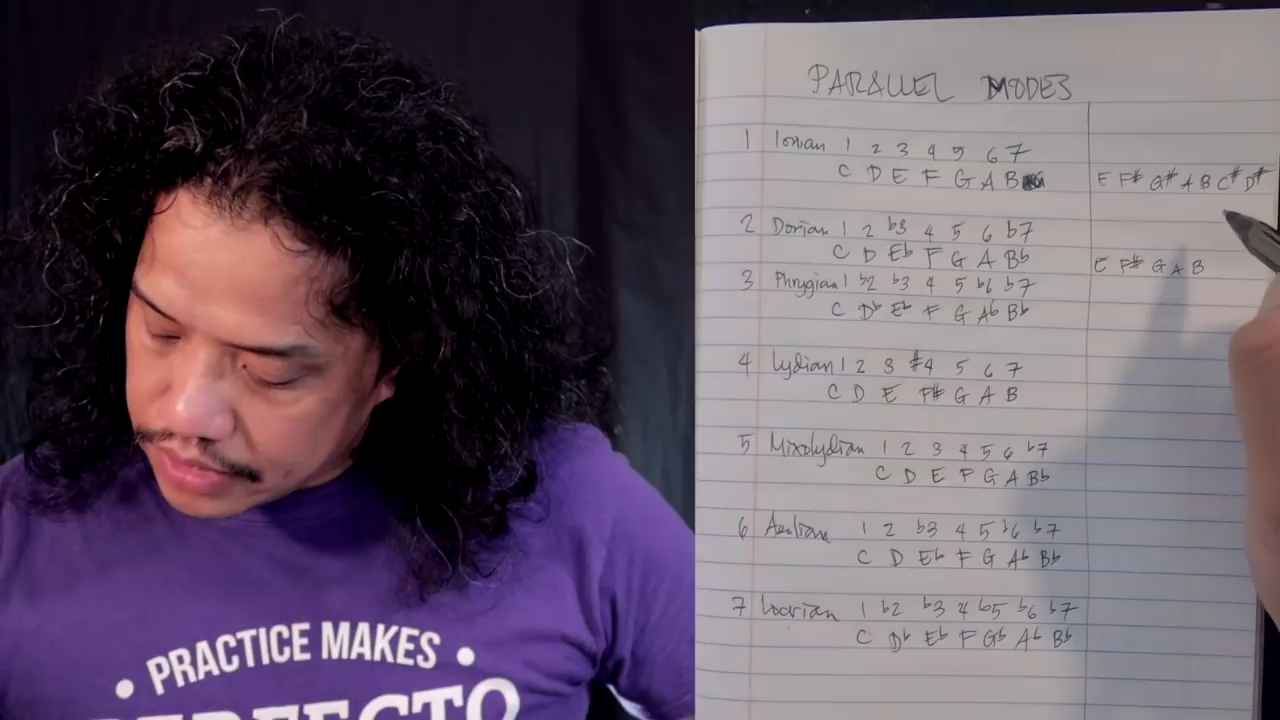 PARALLEL MODES
1 Ionian 1 2 3 4 5 6 7
C D E F G A B
E F# G# A B C# D#
2 Dorian 1 2 b3 4 5 6 b7
C D Eb F G A Bb
E F# G A B
3 Phrygian 1 b2 b3 4 5 b6 b7
C Db Eb F G Ab Bb
4 Lydian 1 2 3 #4 5 6 7
C D E F# G A B
5 Mixolydian 1 2 3 4 5 6 b7
C D E F G A Bb
6 Aeolian 1 2 b3 4 5 b6 b7
C D Eb F G Ab Bb
7 Locrian 1 b2 b3 4 b5 b6 b7
C Db Eb F Gb Ab Bb
• PRACTICE MAKES •
PERFECTO